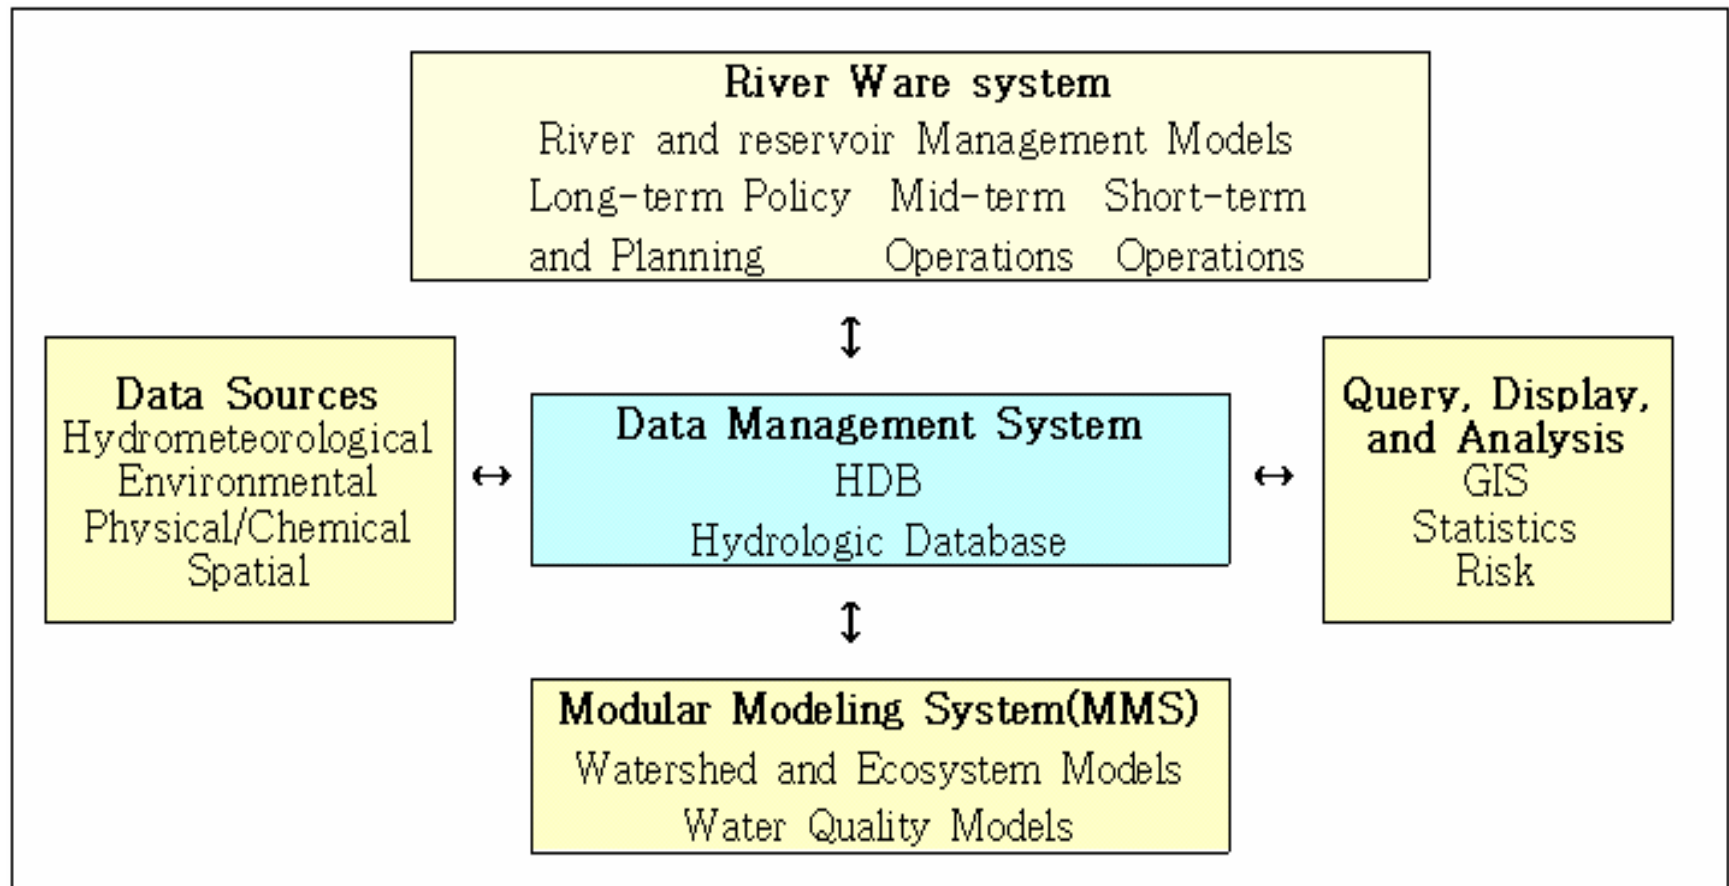 River Ware system
River and reservoir Management Models
Long-term Policy Mid-term Short-term
and Planning Operations Operations
Data Sources
Hydrometeorological
Environmental
Physical/Chemical
Spatial
Data Management System
HDB
Hydrologic Database
Query, Display,
and Analysis
GIS
Statistics
Risk
Modular Modeling System(MMS)
Watershed and Ecosystem Models
Water Quality Models